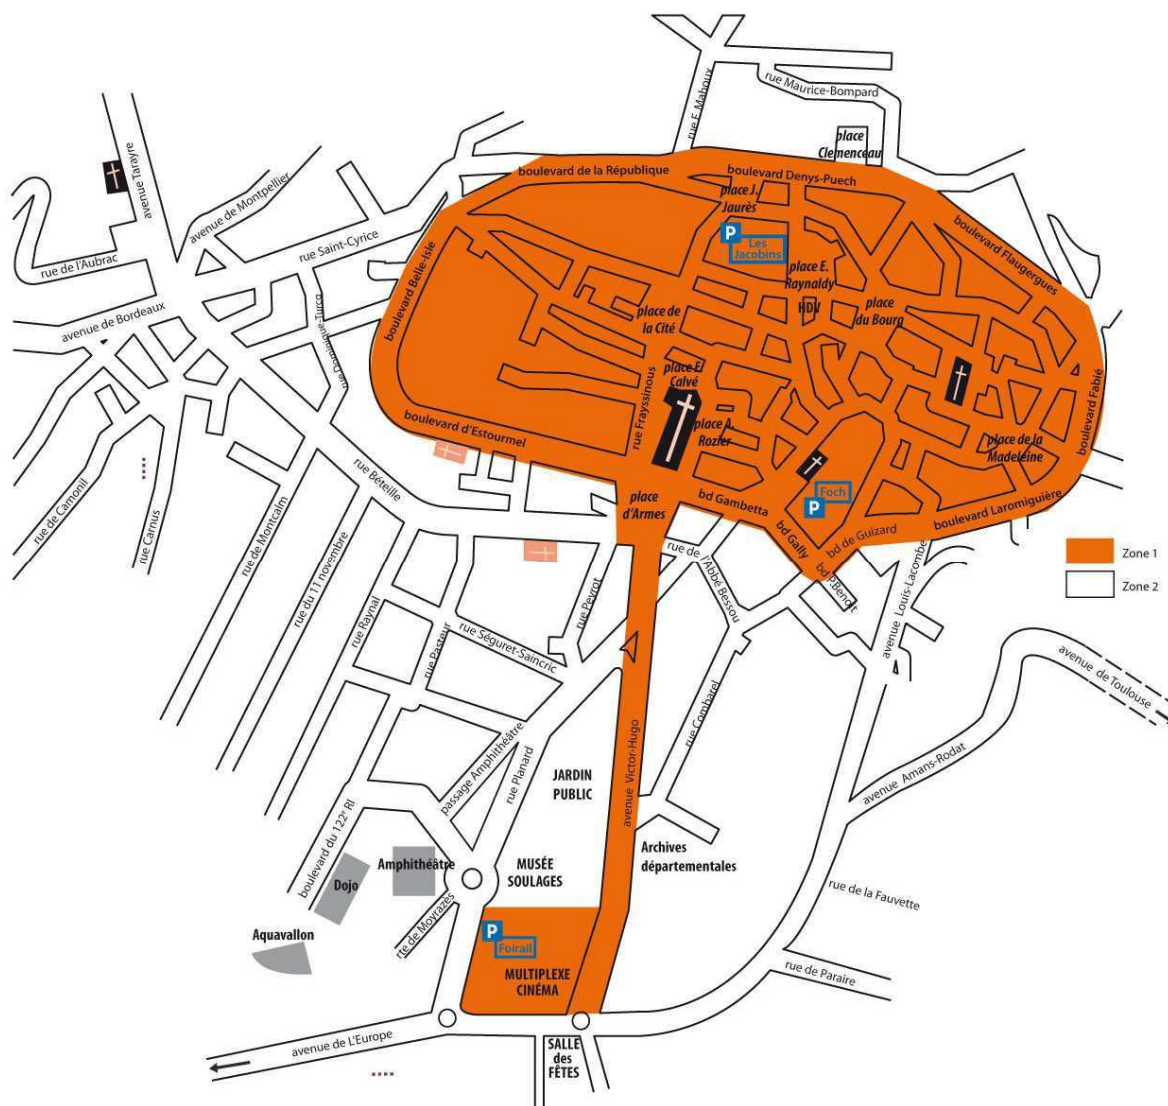 rue Maurice-Bompard
rue F. Mahoux
place
Clemenceau
boulevard de la République
boulevard Denys-Puech
avenue Tarayre
avenue de Montpellier
place J.
Jaurès
rue Saint-Cyrice
boulevard Flaugergues
P
Les
Jacobins
rue de l'Aubrac
boulevard Belle-Isle
place E.
Raynaldy
avenue de Bordeaux
rue Dominique-Turcq
place de
la Cité
HDV
place
du Bourg
place E.
Calvé
boulevard Fabié
rue Frayssinous
boulevard d'Estourmel
place A.
Rozier
place de la
Madeleine
rue Béteille
place
d'Armes
bd Gambetta
Foch
P
boulevard Laromiguière
bd Gally
bd de Guizard
rue de Camonil
rue Carnus
rue de Montcalm
rue du 11 novembre
rue de l'Abbé Bessou
bd P.Benoit
avenue Louis-Lacombe
Zone 1
Zone 2
rue Raynal
rue Pasteur
rue Séguret-Saincric
rue Peyrot
avenue de Toulouse
rue Combarel
avenue Victor-Hugo
passage Amphithéâtre
rue Planard
JARDIN
PUBLIC
avenue Amans-Rodat
boulevard du 122e RI
Archives
départementales
Amphithéâtre
MUSÉE
SOULAGES
Dojo
rue de la Fauvette
rte de Moyrazès
Aquavallon
P
Foirail
MULTIPLEXE
CINÉMA
rue de Paraire
avenue de L'Europe
SALLE
des
FÊTES